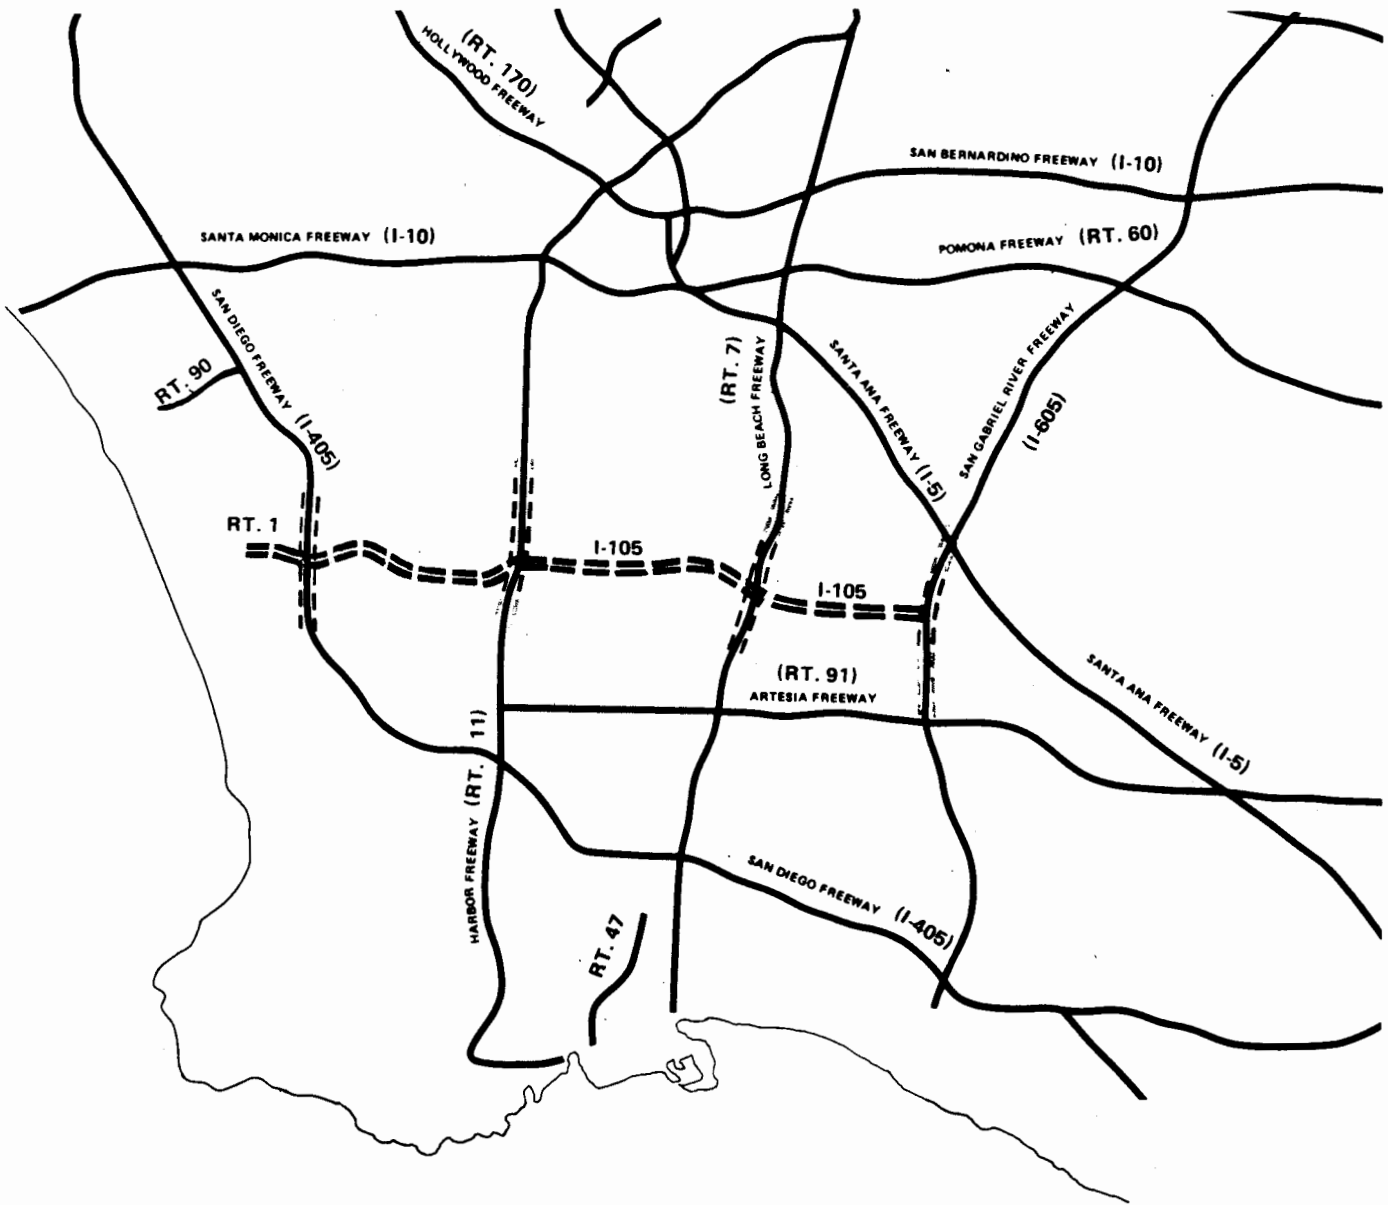 (RT. 170)
HOLLYWOOD FREEWAY
SAN BERNARDINO FREEWAY (I-10)
SANTA MONICA FREEWAY (I-10)
POMONA FREEWAY (RT. 60)
SAN DIEGO FREEWAY (I-405)
RT. 90
(RT. 7)
LONG BEACH FREEWAY
SANTA ANA FREEWAY (I-5)
SAN GABRIEL RIVER FREEWAY
(I-605)
RT. 1
I-105
I-105
(RT. 91)
ARTESIA FREEWAY
SANTA ANA FREEWAY (I-5)
HARBOR FREEWAY (RT. 11)
SAN DIEGO FREEWAY (I-405)
RT. 47